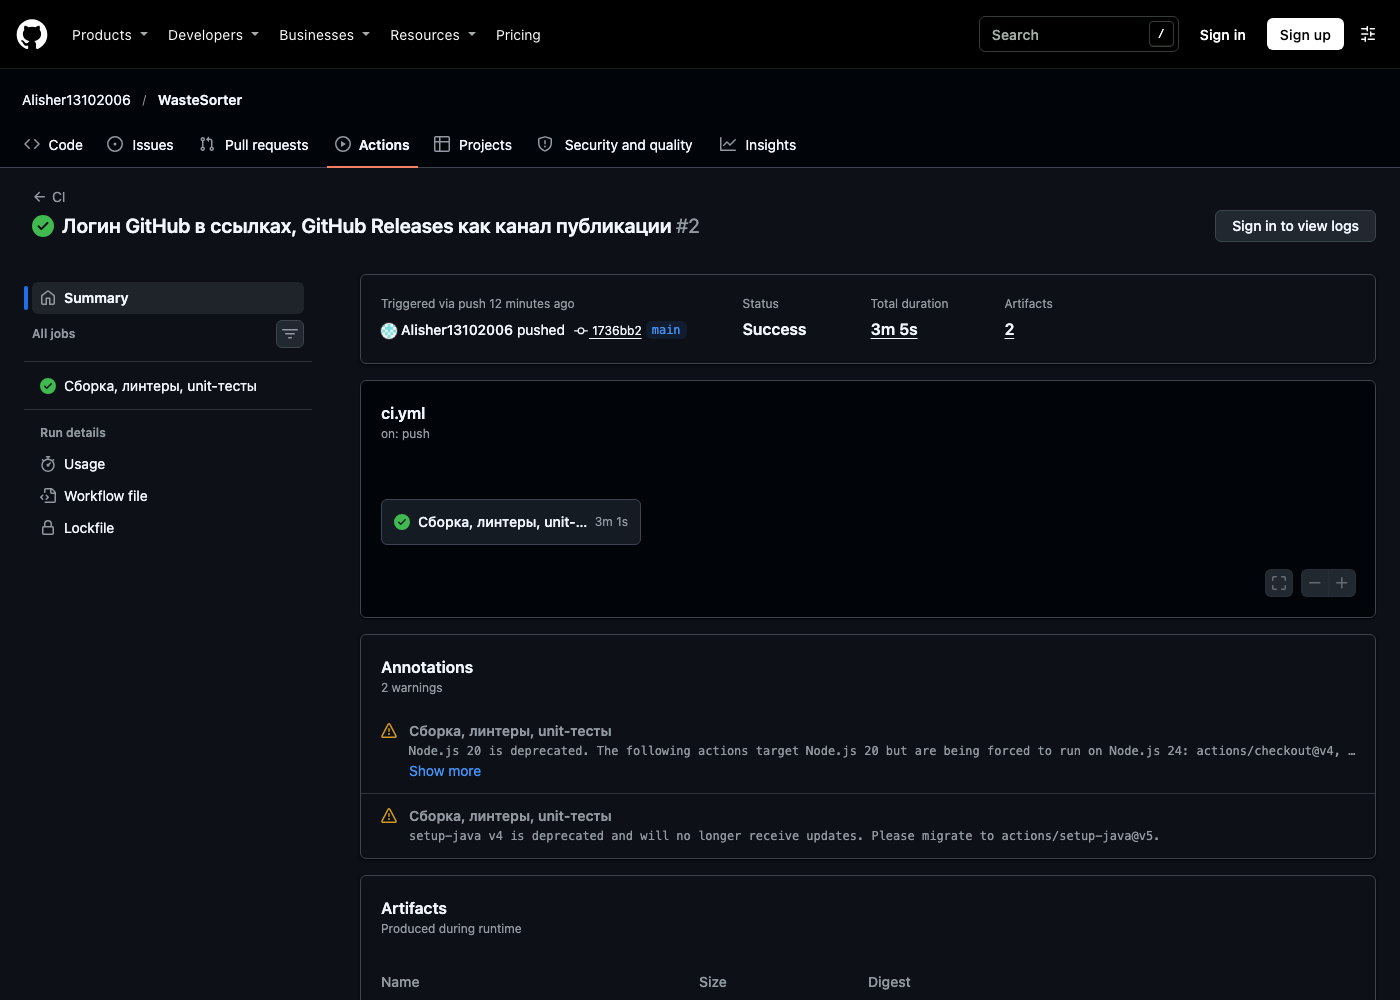 Products Developers Businesses Resources Pricing Search / Sign in Sign up
Alisher13102006 / WasteSorter
Code Issues Pull requests Actions Projects Security and quality Insights
← CI
Логин GitHub в ссылках, GitHub Releases как канал публикации #2
Sign in to view logs
Summary
All jobs
Сборка, линтеры, unit-тесты
Run details
Usage
Workflow file
Lockfile
Triggered via push 12 minutes ago
Alisher13102006 pushed 1736bb2 main
Status
Success
Total duration
3m 5s
Artifacts
2
ci.yml
on: push
Сборка, линтеры, unit-... 3m 1s
Annotations
2 warnings
Сборка, линтеры, unit-тесты
Node.js 20 is deprecated. The following actions target Node.js 20 but are being forced to run on Node.js 24: actions/checkout@v4, …
Show more
Сборка, линтеры, unit-тесты
setup-java v4 is deprecated and will no longer receive updates. Please migrate to actions/setup-java@v5.
Artifacts
Produced during runtime
Name Size Digest